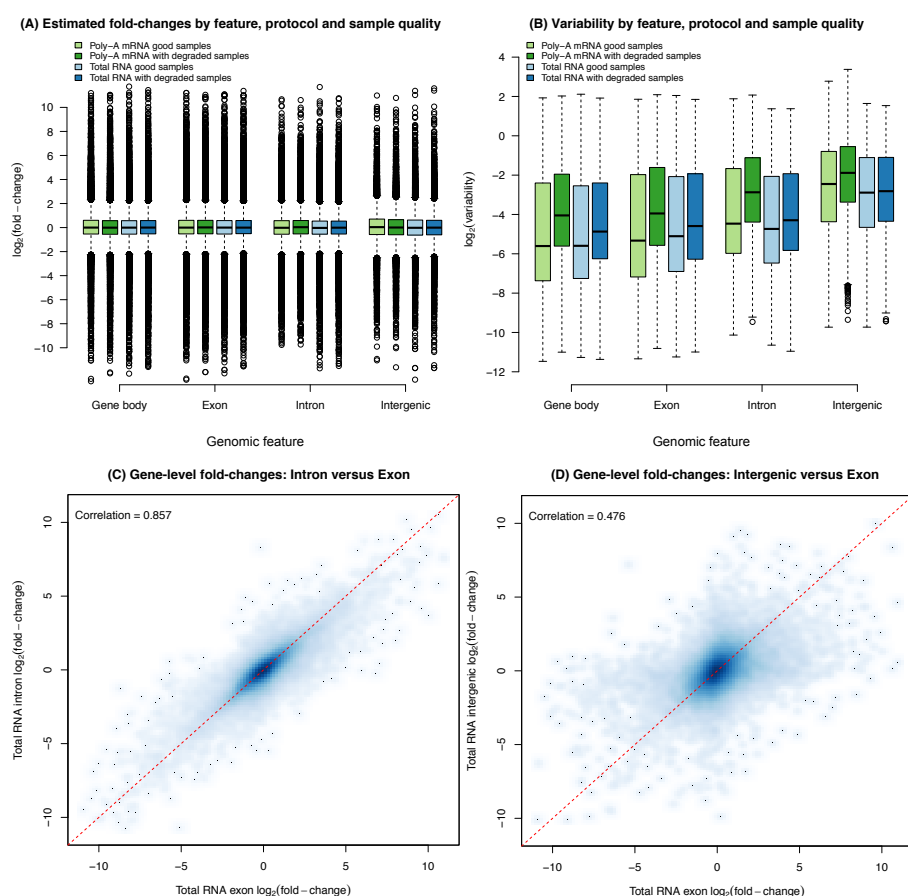 (A) Estimated fold-changes by feature, protocol and sample quality
Poly−A mRNA good samples
Poly−A mRNA with degraded samples
Total RNA good samples
Total RNA with degraded samples
log2(fold−change)
10
8
6
4
2
0
−2
−4
−6
−8
−10
Gene body Exon Intron Intergenic
Genomic feature
(B) Variability by feature, protocol and sample quality
Poly−A mRNA good samples
Poly−A mRNA with degraded samples
Total RNA good samples
Total RNA with degraded samples
log2(variability)
4
2
0
−2
−4
−6
−8
−10
−12
Gene body Exon Intron Intergenic
Genomic feature
(C) Gene-level fold-changes: Intron versus Exon
Correlation = 0.857
Total RNA intron log2(fold−change)
10
5
0
−5
−10
−10 −5 0 5 10
Total RNA exon log2(fold−change)
(D) Gene-level fold-changes: Intergenic versus Exon
Correlation = 0.476
Total RNA intergenic log2(fold−change)
10
5
0
−5
−10
−10 −5 0 5 10
Total RNA exon log2(fold−change)